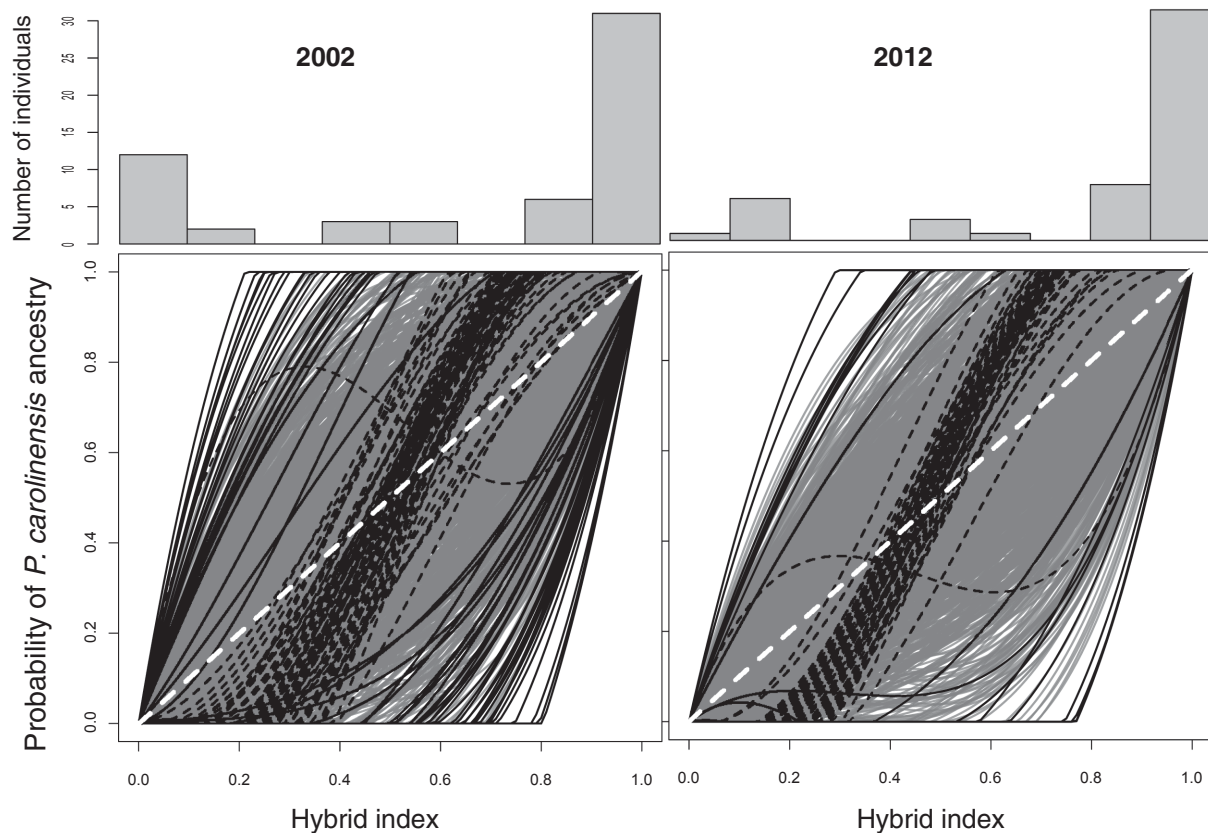 2002
2012
Number of individuals
0 5 10 15 20 25 30
Probability of P. carolinensis ancestry
0.0 0.2 0.4 0.6 0.8 1.0
0.0 0.2 0.4 0.6 0.8 1.0
0.0 0.2 0.4 0.6 0.8 1.0
Hybrid index
Hybrid index